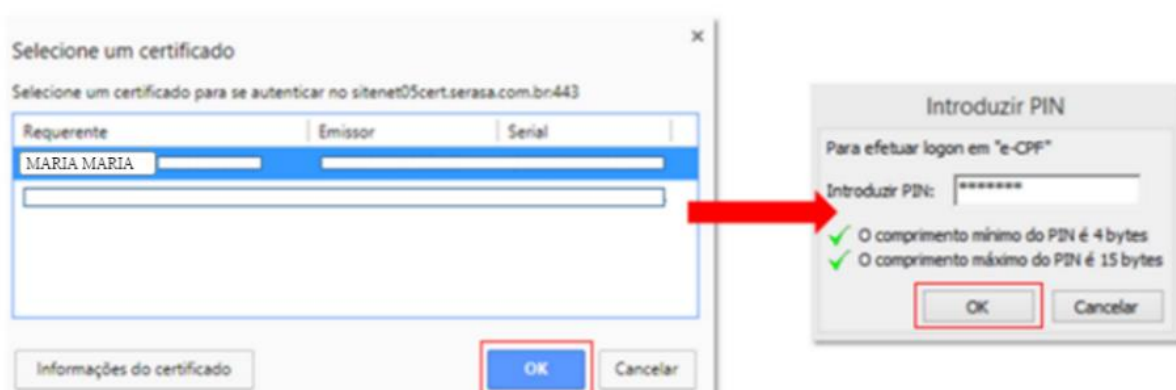 Selecione um certificado
Selecione um certificado para se autenticar no sitenet05cert.serasa.com.br:443
Requerente Emissor Serial
MARIA MARIA
Informações do certificado OK Cancelar
Introduzir PIN
Para efetuar logon em "e-CPF"
Introduzir PIN: *******
O comprimento mínimo do PIN é 4 bytes
O comprimento máximo do PIN é 15 bytes
OK Cancelar